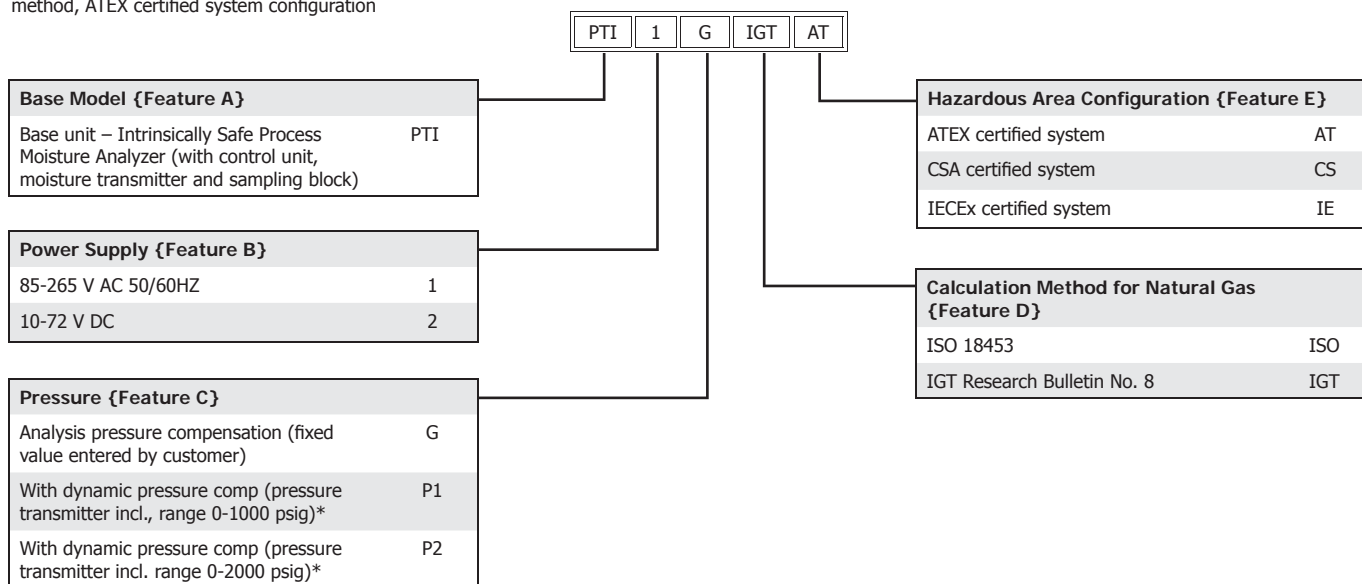 method, ATEX certified system configuration
PTI 1 G IGT AT
Base Model {Feature A}
Base unit – Intrinsically Safe Process PTI
Moisture Analyzer (with control unit,
moisture transmitter and sampling block)
Power Supply {Feature B}
85-265 V AC 50/60HZ 1
10-72 V DC 2
Pressure {Feature C}
Analysis pressure compensation (fixed G
value entered by customer)
With dynamic pressure comp (pressure P1
transmitter incl., range 0-1000 psig)*
With dynamic pressure comp (pressure P2
transmitter incl. range 0-2000 psig)*
Hazardous Area Configuration {Feature E}
ATEX certified system AT
CSA certified system CS
IECEx certified system IE
Calculation Method for Natural Gas
{Feature D}
ISO 18453 ISO
IGT Research Bulletin No. 8 IGT